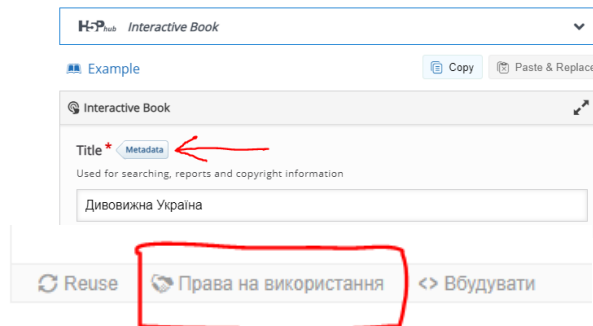 H5P hub Interactive Book
Example Copy Paste & Replace
Interactive Book
Title * Metadata
Used for searching, reports and copyright information
Дивовижна Україна
Reuse Права на використання <> Вбудувати